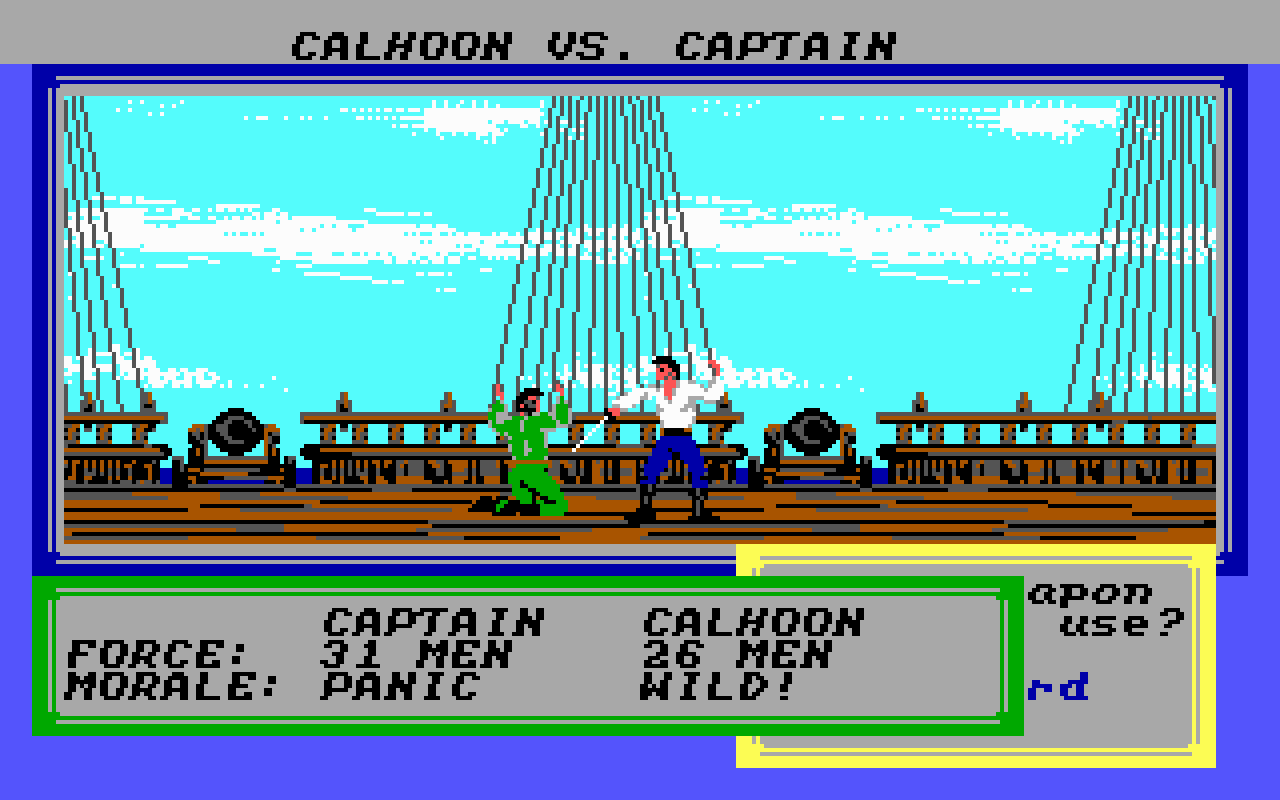 CALHOON VS. CAPTAIN
CAPTAIN CALHOON
FORCE: 31 MEN 26 MEN
MORALE: PANIC WILD!
apon
use?
rd